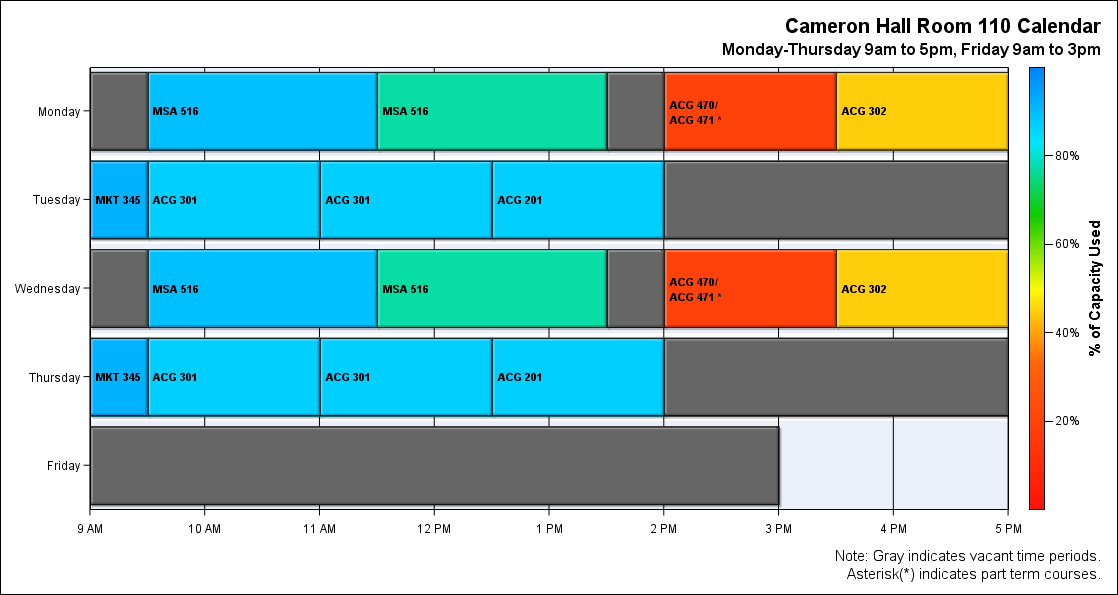 Cameron Hall Room 110 Calendar
Monday-Thursday 9am to 5pm, Friday 9am to 3pm
Monday
MSA 516
MSA 516
ACG 470/
ACG 471 *
ACG 302
Tuesday
MKT 345
ACG 301
ACG 301
ACG 201
Wednesday
MSA 516
MSA 516
ACG 470/
ACG 471 *
ACG 302
Thursday
MKT 345
ACG 301
ACG 301
ACG 201
Friday
9 AM
10 AM
11 AM
12 PM
1 PM
2 PM
3 PM
4 PM
5 PM
80%
60%
40%
20%
% of Capacity Used
Note: Gray indicates vacant time periods.
Asterisk(*) indicates part term courses.